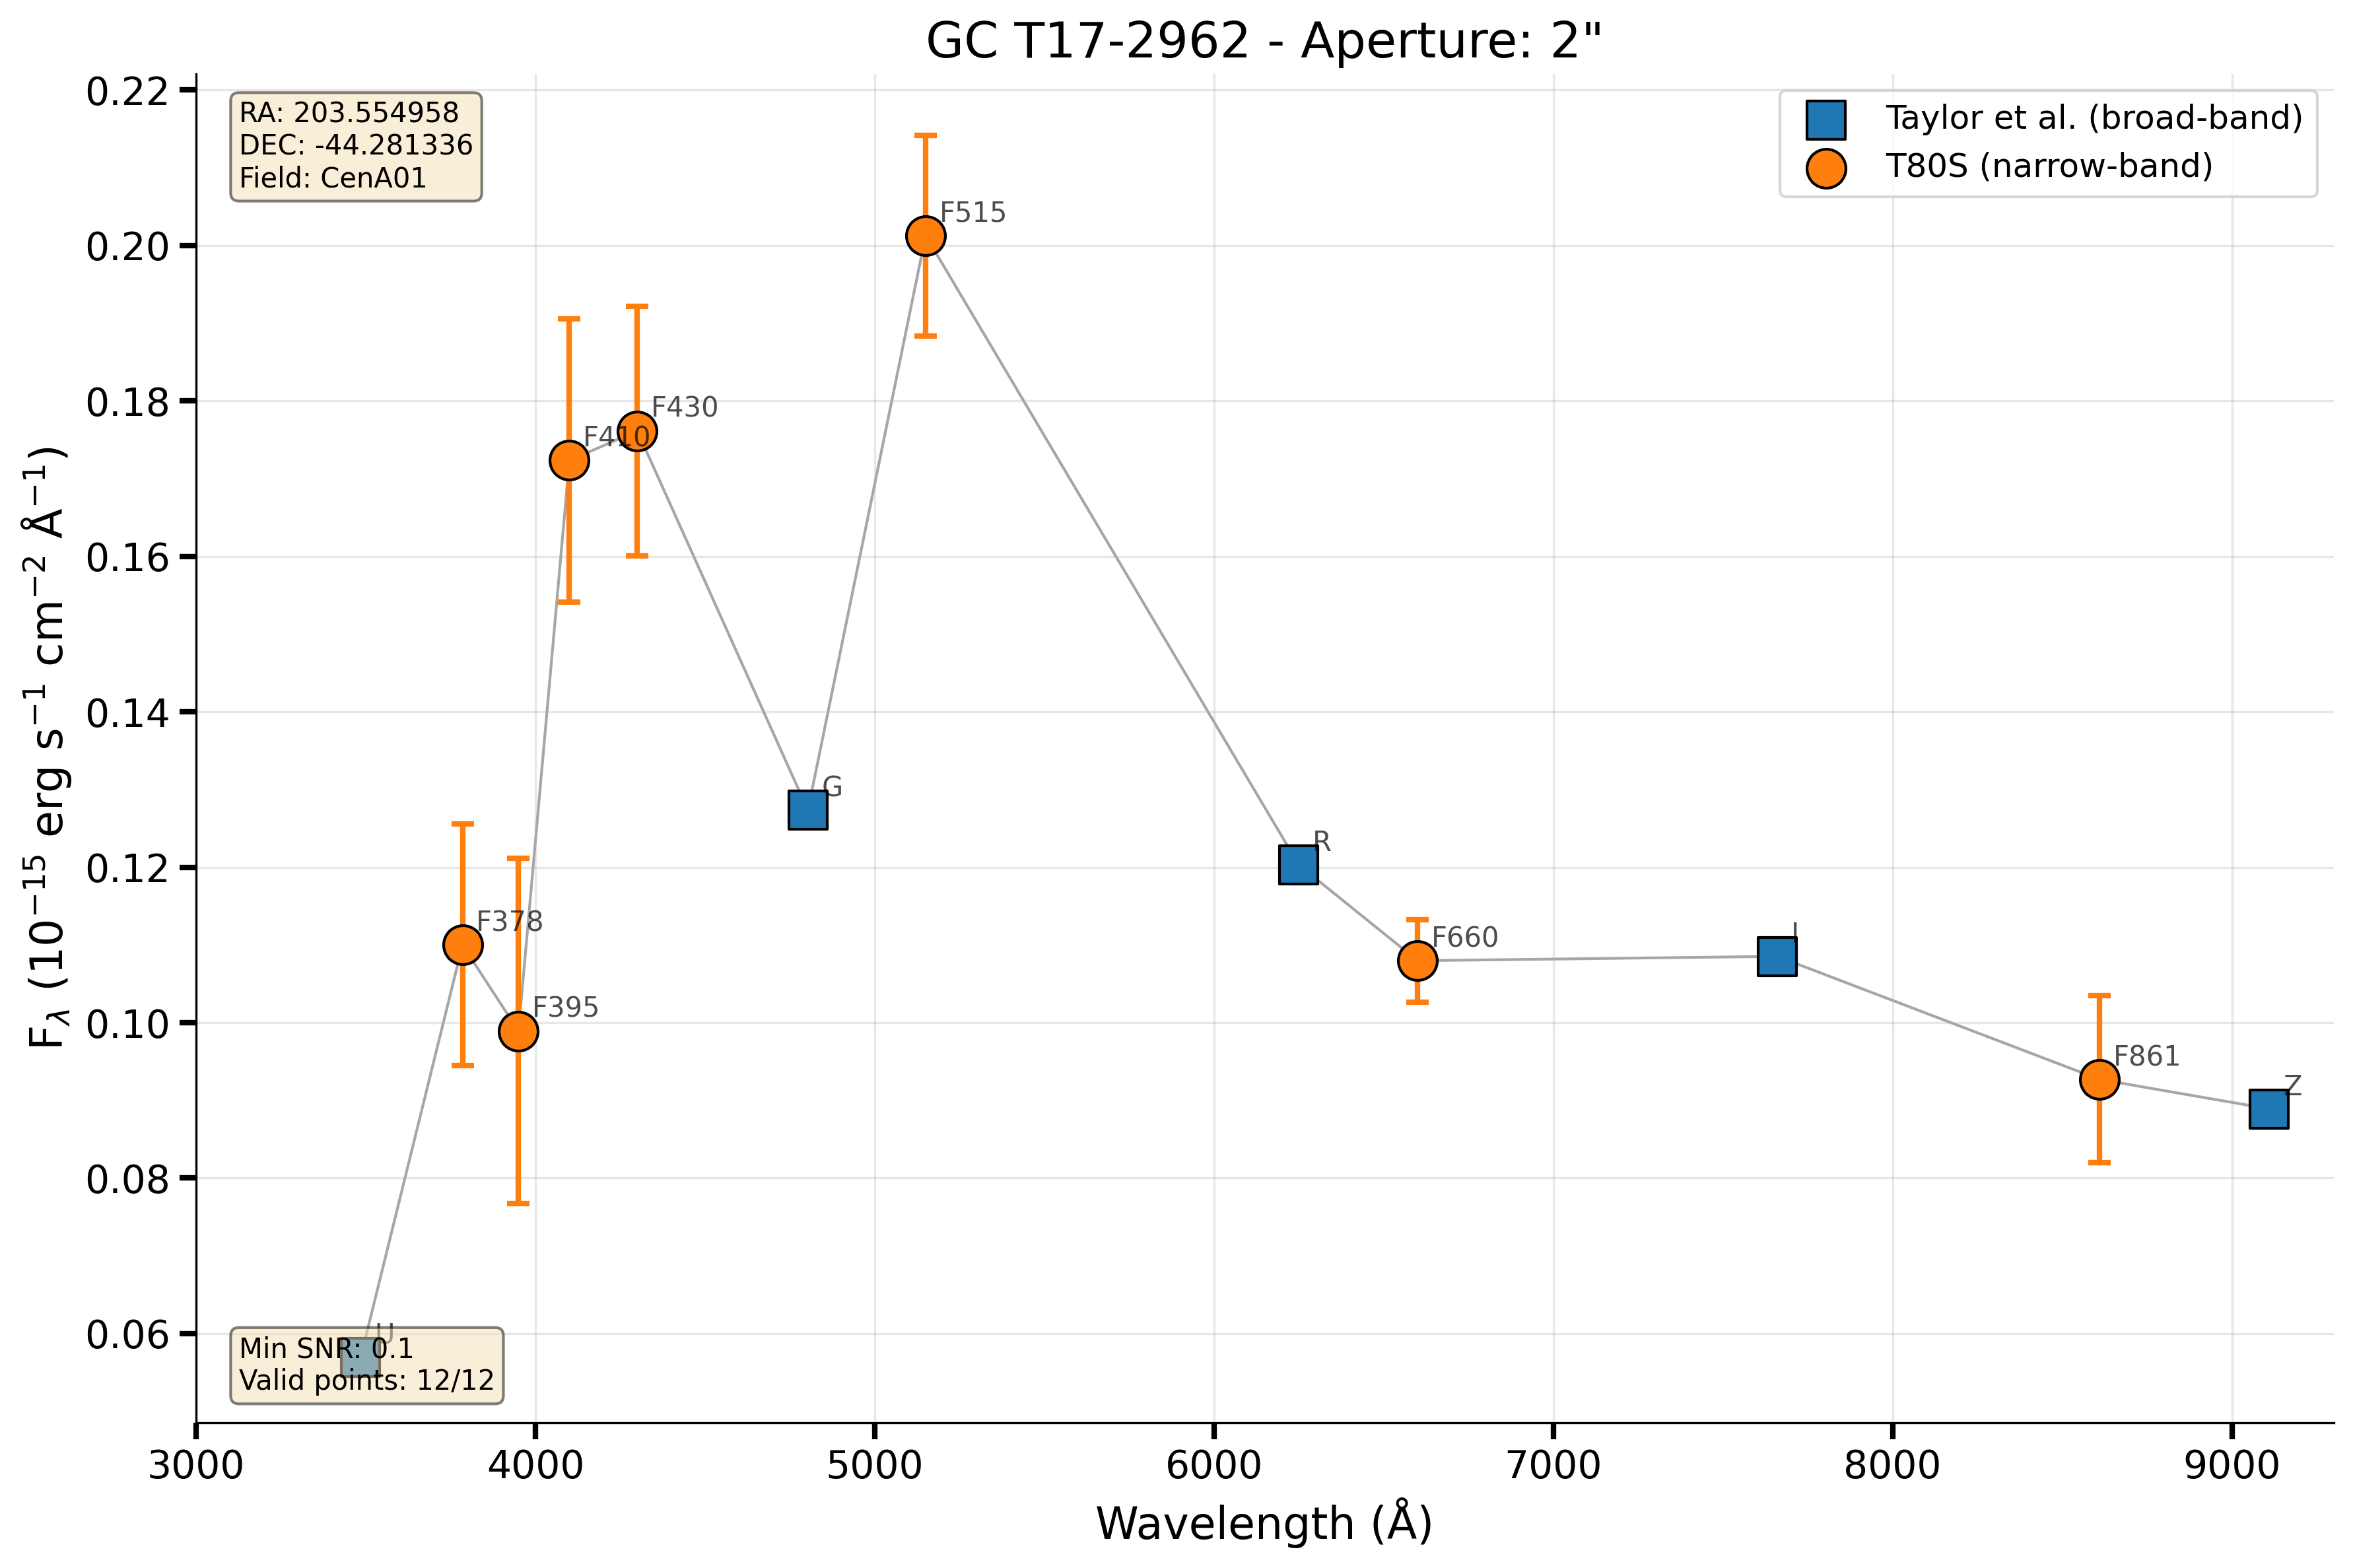 GC T17-2962 - Aperture: 2"
RA: 203.554958
DEC: -44.281336
Field: CenA01
Taylor et al. (broad-band)
T80S (narrow-band)
F_λ (10⁻¹⁵ erg s⁻¹ cm⁻² Å⁻¹)
0.22
0.20
0.18
0.16
0.14
0.12
0.10
0.08
0.06
U
F378
F395
F410
F430
G
F515
R
F660
I
F861
Z
Min SNR: 0.1
Valid points: 12/12
3000
4000
5000
6000
7000
8000
9000
Wavelength (Å)